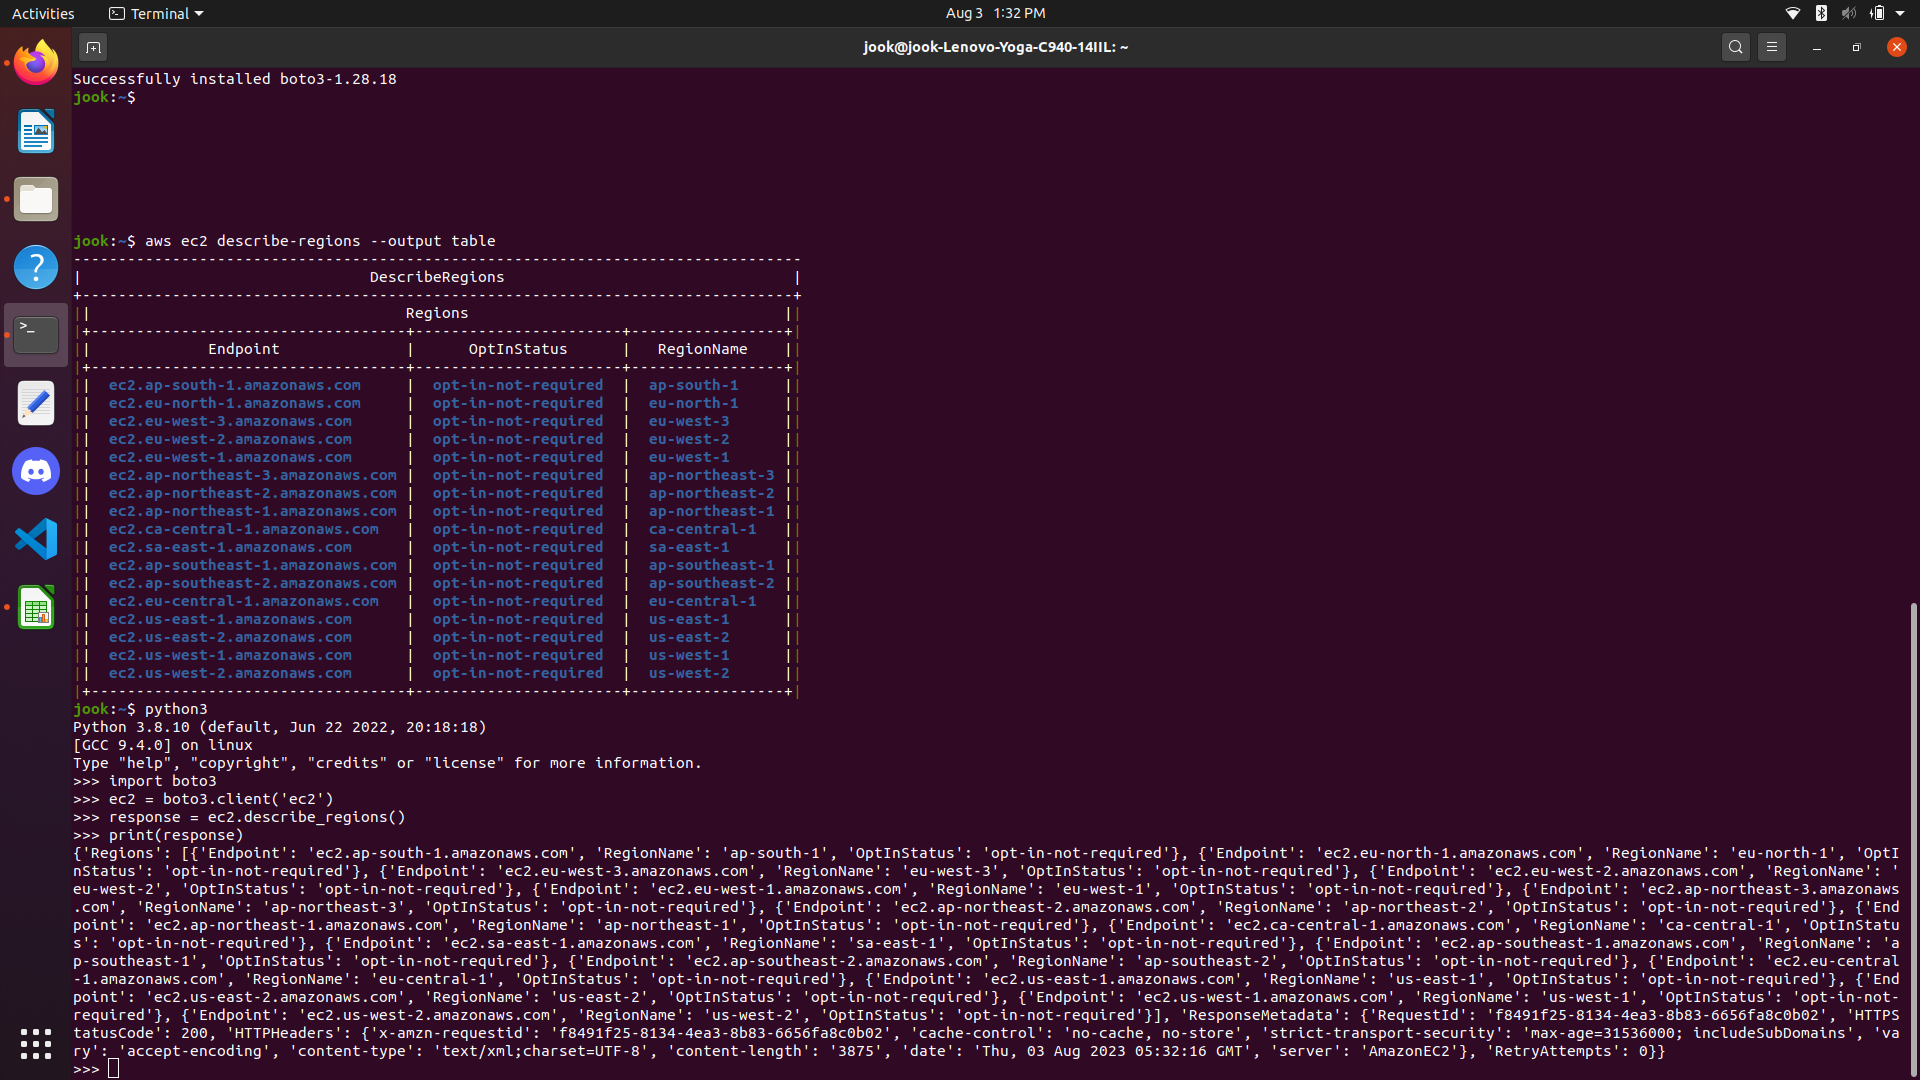 Activities Terminal Aug 3 1:32 PM
jook@jook-Lenovo-Yoga-C940-14IIL: ~
Successfully installed boto3-1.28.18
jook:~$
jook:~$ aws ec2 describe-regions --output table
---------------------------------------------------------------------------------
|                                DescribeRegions                                |
+-------------------------------------------------------------------------------+
||                                   Regions                                   ||
|+-----------------------------------+-----------------------+-----------------+|
||             Endpoint              |      OptInStatus      |   RegionName    ||
|+-----------------------------------+-----------------------+-----------------+|
||  ec2.ap-south-1.amazonaws.com     |  opt-in-not-required  |  ap-south-1     ||
||  ec2.eu-north-1.amazonaws.com     |  opt-in-not-required  |  eu-north-1     ||
||  ec2.eu-west-3.amazonaws.com      |  opt-in-not-required  |  eu-west-3      ||
||  ec2.eu-west-2.amazonaws.com      |  opt-in-not-required  |  eu-west-2      ||
||  ec2.eu-west-1.amazonaws.com      |  opt-in-not-required  |  eu-west-1      ||
||  ec2.ap-northeast-3.amazonaws.com |  opt-in-not-required  |  ap-northeast-3 ||
||  ec2.ap-northeast-2.amazonaws.com |  opt-in-not-required  |  ap-northeast-2 ||
||  ec2.ap-northeast-1.amazonaws.com |  opt-in-not-required  |  ap-northeast-1 ||
||  ec2.ca-central-1.amazonaws.com   |  opt-in-not-required  |  ca-central-1   ||
||  ec2.sa-east-1.amazonaws.com      |  opt-in-not-required  |  sa-east-1      ||
||  ec2.ap-southeast-1.amazonaws.com |  opt-in-not-required  |  ap-southeast-1 ||
||  ec2.ap-southeast-2.amazonaws.com |  opt-in-not-required  |  ap-southeast-2 ||
||  ec2.eu-central-1.amazonaws.com   |  opt-in-not-required  |  eu-central-1   ||
||  ec2.us-east-1.amazonaws.com      |  opt-in-not-required  |  us-east-1      ||
||  ec2.us-east-2.amazonaws.com      |  opt-in-not-required  |  us-east-2      ||
||  ec2.us-west-1.amazonaws.com      |  opt-in-not-required  |  us-west-1      ||
||  ec2.us-west-2.amazonaws.com      |  opt-in-not-required  |  us-west-2      ||
|+-----------------------------------+-----------------------+-----------------+|
jook:~$ python3
Python 3.8.10 (default, Jun 22 2022, 20:18:18)
[GCC 9.4.0] on linux
Type "help", "copyright", "credits" or "license" for more information.
>>> import boto3
>>> ec2 = boto3.client('ec2')
>>> response = ec2.describe_regions()
>>> print(response)
{'Regions': [{'Endpoint': 'ec2.ap-south-1.amazonaws.com', 'RegionName': 'ap-south-1', 'OptInStatus': 'opt-in-not-required'}, {'Endpoint': 'ec2.eu-north-1.amazonaws.com', 'RegionName': 'eu-north-1', 'OptI
nStatus': 'opt-in-not-required'}, {'Endpoint': 'ec2.eu-west-3.amazonaws.com', 'RegionName': 'eu-west-3', 'OptInStatus': 'opt-in-not-required'}, {'Endpoint': 'ec2.eu-west-2.amazonaws.com', 'RegionName': '
eu-west-2', 'OptInStatus': 'opt-in-not-required'}, {'Endpoint': 'ec2.eu-west-1.amazonaws.com', 'RegionName': 'eu-west-1', 'OptInStatus': 'opt-in-not-required'}, {'Endpoint': 'ec2.ap-northeast-3.amazonaws
.com', 'RegionName': 'ap-northeast-3', 'OptInStatus': 'opt-in-not-required'}, {'Endpoint': 'ec2.ap-northeast-2.amazonaws.com', 'RegionName': 'ap-northeast-2', 'OptInStatus': 'opt-in-not-required'}, {'End
point': 'ec2.ap-northeast-1.amazonaws.com', 'RegionName': 'ap-northeast-1', 'OptInStatus': 'opt-in-not-required'}, {'Endpoint': 'ec2.ca-central-1.amazonaws.com', 'RegionName': 'ca-central-1', 'OptInStatu
s': 'opt-in-not-required'}, {'Endpoint': 'ec2.sa-east-1.amazonaws.com', 'RegionName': 'sa-east-1', 'OptInStatus': 'opt-in-not-required'}, {'Endpoint': 'ec2.ap-southeast-1.amazonaws.com', 'RegionName': 'a
p-southeast-1', 'OptInStatus': 'opt-in-not-required'}, {'Endpoint': 'ec2.ap-southeast-2.amazonaws.com', 'RegionName': 'ap-southeast-2', 'OptInStatus': 'opt-in-not-required'}, {'Endpoint': 'ec2.eu-central
-1.amazonaws.com', 'RegionName': 'eu-central-1', 'OptInStatus': 'opt-in-not-required'}, {'Endpoint': 'ec2.us-east-1.amazonaws.com', 'RegionName': 'us-east-1', 'OptInStatus': 'opt-in-not-required'}, {'End
point': 'ec2.us-east-2.amazonaws.com', 'RegionName': 'us-east-2', 'OptInStatus': 'opt-in-not-required'}, {'Endpoint': 'ec2.us-west-1.amazonaws.com', 'RegionName': 'us-west-1', 'OptInStatus': 'opt-in-not-
required'}, {'Endpoint': 'ec2.us-west-2.amazonaws.com', 'RegionName': 'us-west-2', 'OptInStatus': 'opt-in-not-required'}], 'ResponseMetadata': {'RequestId': 'f8491f25-8134-4ea3-8b83-6656fa8c0b02', 'HTTPS
tatusCode': 200, 'HTTPHeaders': {'x-amzn-requestid': 'f8491f25-8134-4ea3-8b83-6656fa8c0b02', 'cache-control': 'no-cache, no-store', 'strict-transport-security': 'max-age=31536000; includeSubDomains', 'va
ry': 'accept-encoding', 'content-type': 'text/xml;charset=UTF-8', 'content-length': '3875', 'date': 'Thu, 03 Aug 2023 05:32:16 GMT', 'server': 'AmazonEC2'}, 'RetryAttempts': 0}}
>>>